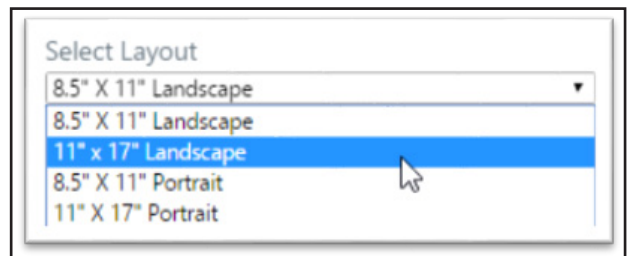 Select Layout
8.5" X 11" Landscape
8.5" X 11" Landscape
11" x 17" Landscape
8.5" X 11" Portrait
11" X 17" Portrait